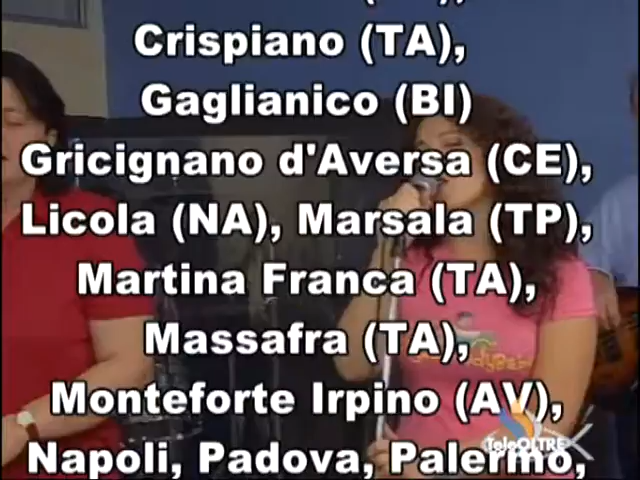 Crispiano (TA),
Gaglianico (BI)
Gricignano d'Aversa (CE),
Licola (NA), Marsala (TP),
Martina Franca (TA),
Massafra (TA),
Monteforte Irpino (AV),
Napoli, Padova, Palermo,
TeleOLTRE